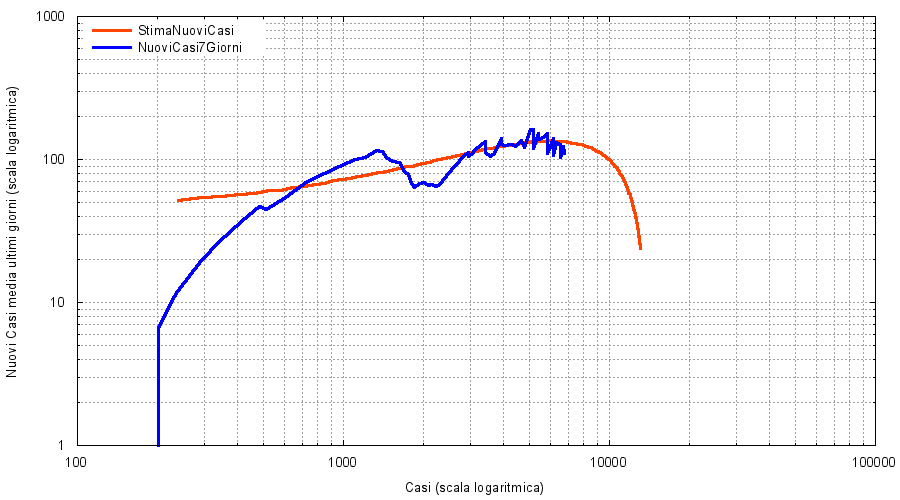 1000
StimaNuoviCasi
NuoviCasi7Giorni
100
10
1
100
1000
10000
100000
Nuovi Casi media ultimi giorni (scala logaritmica)
Casi (scala logaritmica)